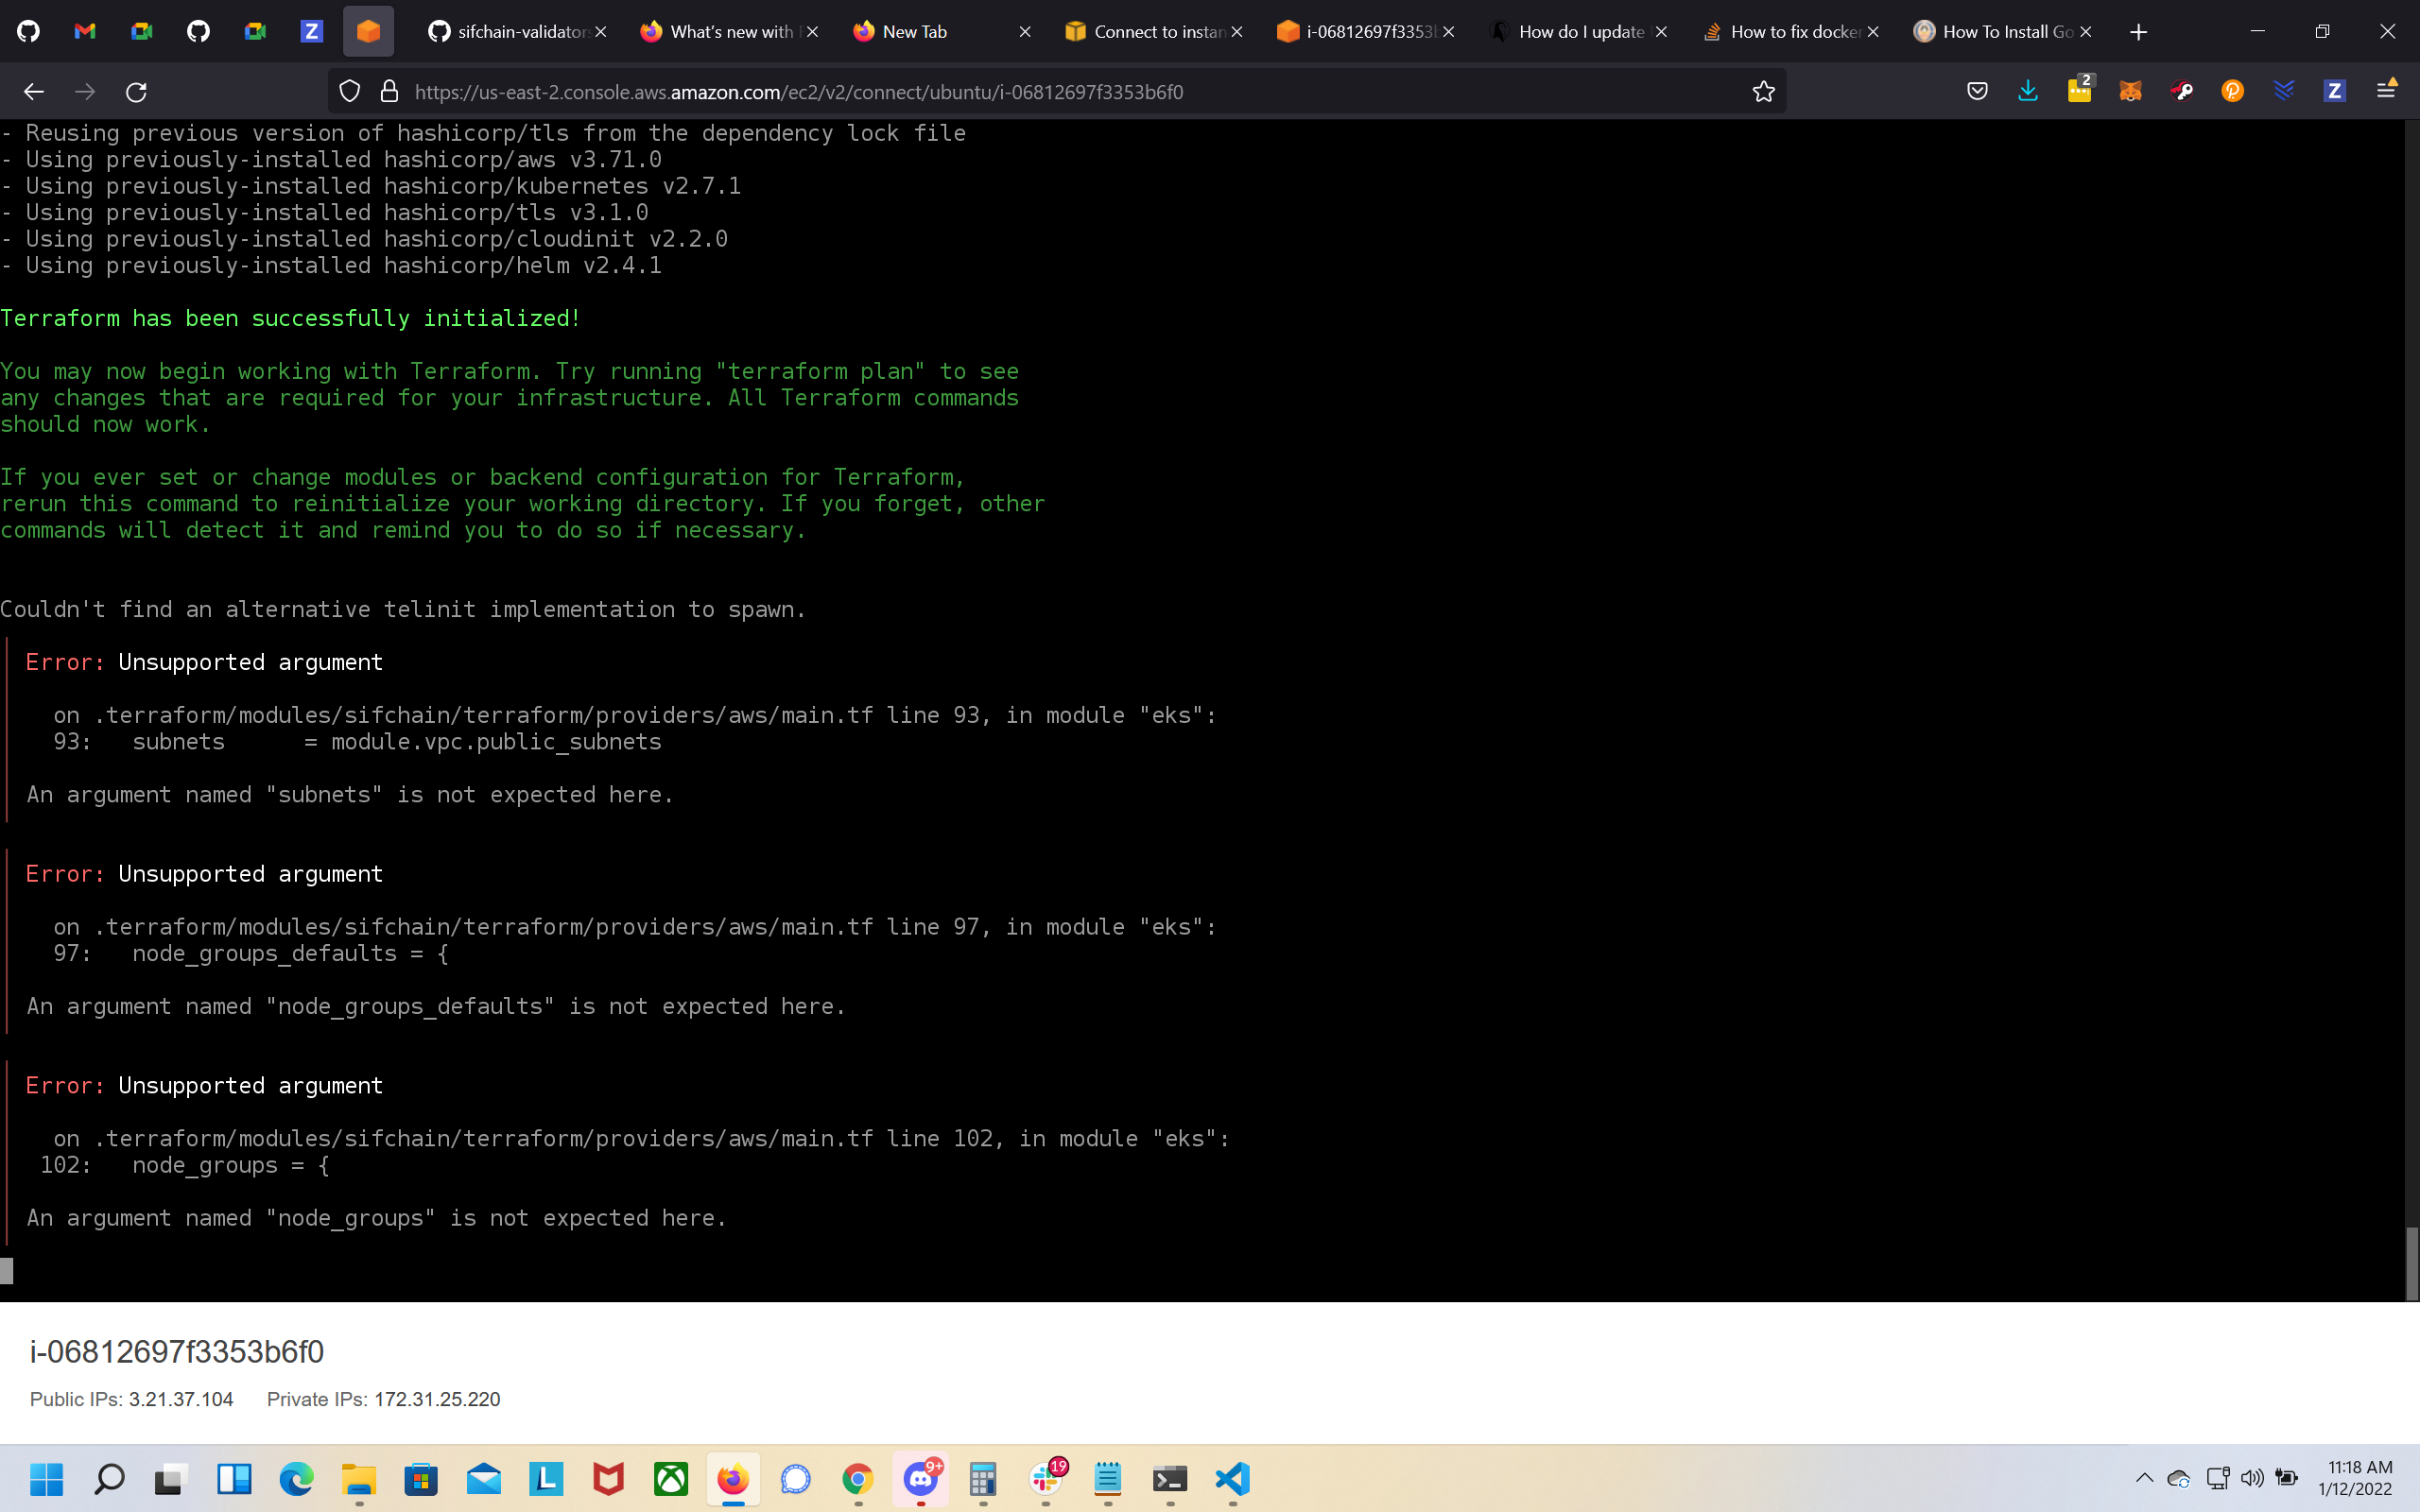 sifchain-validator
What's new with F
New Tab
Connect to instan
i-06812697f3353b
How do I update
How to fix docker
How To Install Go
https://us-east-2.console.aws.amazon.com/ec2/v2/connect/ubuntu/i-06812697f3353b6f0
2
- Reusing previous version of hashicorp/tls from the dependency lock file
- Using previously-installed hashicorp/aws v3.71.0
- Using previously-installed hashicorp/kubernetes v2.7.1
- Using previously-installed hashicorp/tls v3.1.0
- Using previously-installed hashicorp/cloudinit v2.2.0
- Using previously-installed hashicorp/helm v2.4.1
Terraform has been successfully initialized!
You may now begin working with Terraform. Try running "terraform plan" to see
any changes that are required for your infrastructure. All Terraform commands
should now work.
If you ever set or change modules or backend configuration for Terraform,
rerun this command to reinitialize your working directory. If you forget, other
commands will detect it and remind you to do so if necessary.
Couldn't find an alternative telinit implementation to spawn.
Error: Unsupported argument
on .terraform/modules/sifchain/terraform/providers/aws/main.tf line 93, in module "eks":
93:   subnets      = module.vpc.public_subnets
An argument named "subnets" is not expected here.
Error: Unsupported argument
on .terraform/modules/sifchain/terraform/providers/aws/main.tf line 97, in module "eks":
97:   node_groups_defaults = {
An argument named "node_groups_defaults" is not expected here.
Error: Unsupported argument
on .terraform/modules/sifchain/terraform/providers/aws/main.tf line 102, in module "eks":
102:   node_groups = {
An argument named "node_groups" is not expected here.
i-06812697f3353b6f0
Public IPs: 3.21.37.104 Private IPs: 172.31.25.220
9+
19
11:18 AM
1/12/2022